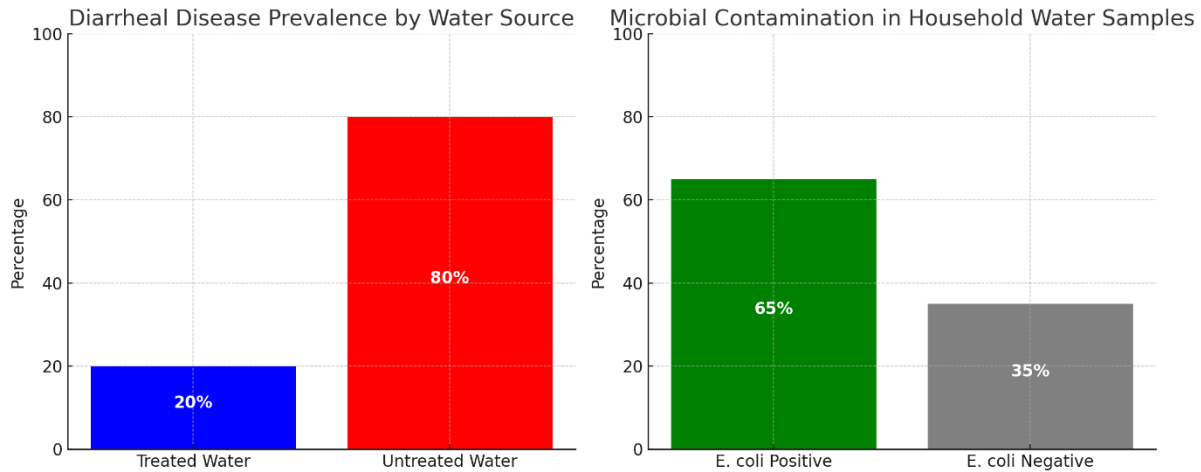 Diarrheal Disease Prevalence by Water Source
Percentage
100
80
60
40
20
0
20%
80%
Treated Water
Untreated Water
Microbial Contamination in Household Water Samples
Percentage
100
80
60
40
20
0
65%
35%
E. coli Positive
E. coli Negative